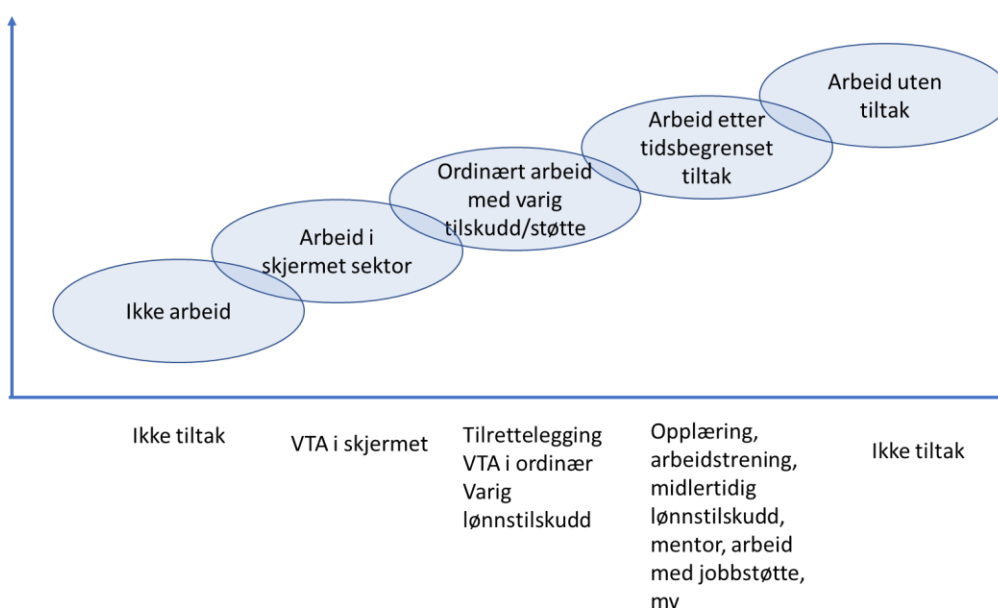 Arbeid uten
tiltak
Arbeid etter
tidsbegrenset
tiltak
Ordinært arbeid
med varig
tilskudd/støtte
Arbeid i
skjermet sektor
Ikke arbeid
Ikke tiltak
VTA i skjermet
Tilrettelegging
VTA i ordinær
Varig
lønnstilskudd
Opplæring,
arbeidstrening,
midlertidig
lønnstilskudd,
mentor, arbeid
med jobbstøtte,
mv
Ikke tiltak